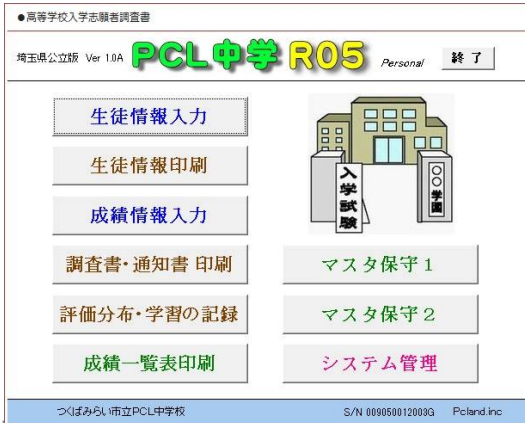 ●高等学校入学志願者調査書
埼玉県公立版 Ver 1.0A PCL中学 R05 Personal 終了
生徒情報入力
生徒情報印刷
成績情報入力
調査書・通知書 印刷
評価分布・学習の記録
成績一覧表印刷
入学試験
○○学園
マスタ保守1
マスタ保守2
システム管理
つくばみらい市立PCL中学校 S/N 009050012003G Pcland.inc